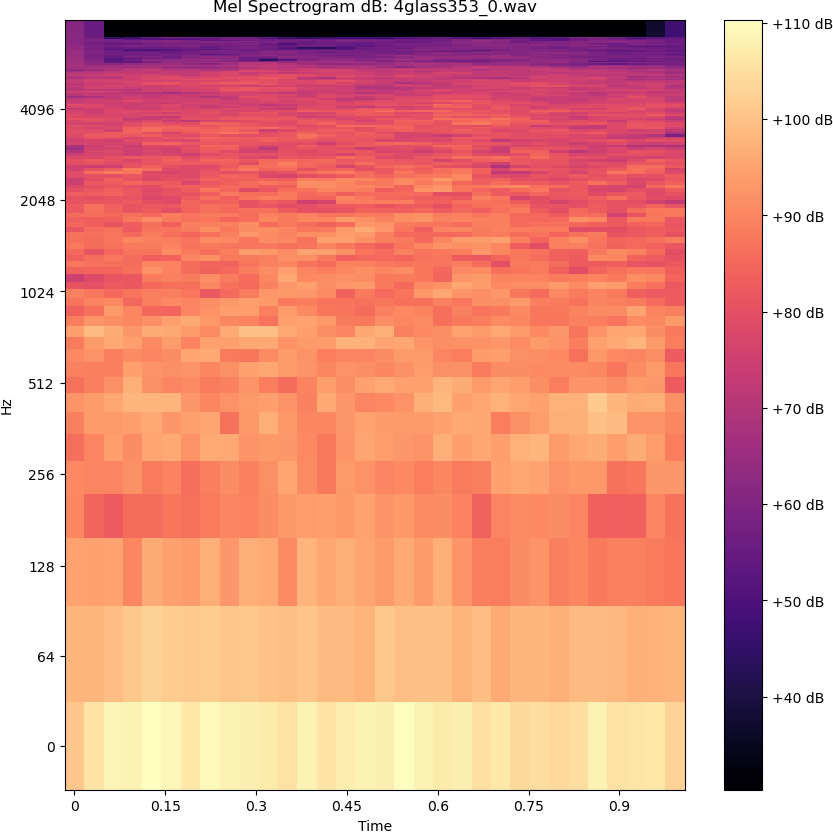 Mel Spectrogram dB: 4glass353_0.wav
+110 dB
+100 dB
+90 dB
+80 dB
+70 dB
+60 dB
+50 dB
+40 dB
4096
2048
1024
512
256
128
64
0
Hz
0 0.15 0.3 0.45 0.6 0.75 0.9
Time